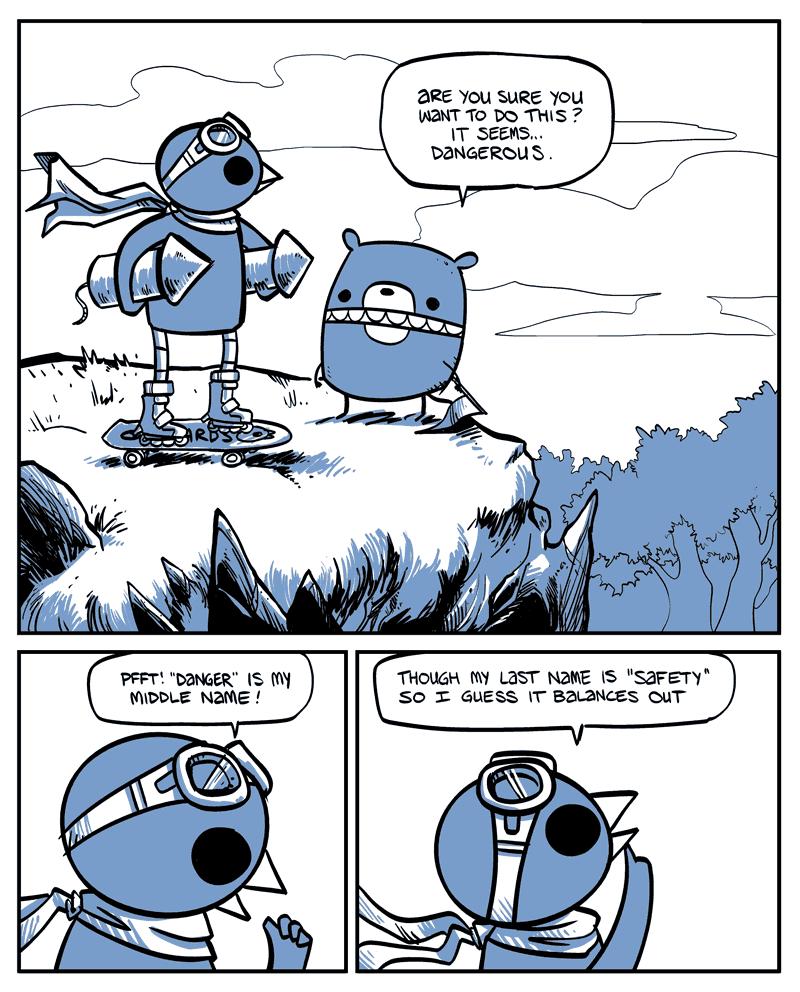 ARE YOU SURE YOU
WANT TO DO THIS?
IT SEEMS...
DANGEROUS.
PFFT! "DANGER" IS MY
MIDDLE NAME!
THOUGH MY LAST NAME IS "SAFETY"
SO I GUESS IT BALANCES OUT